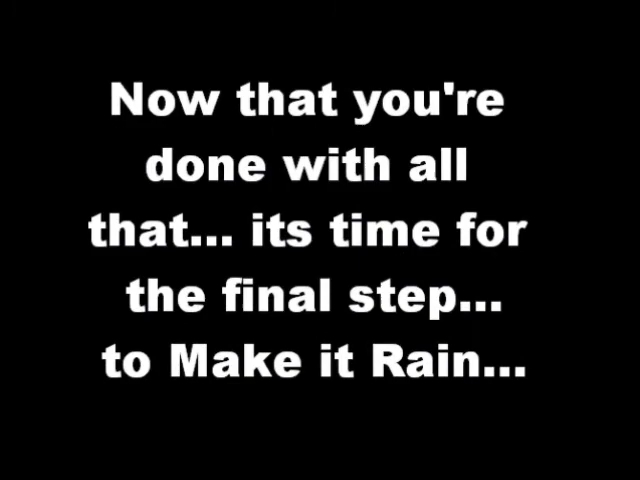 Now that you're
done with all
that... its time for
the final step...
to Make it Rain...